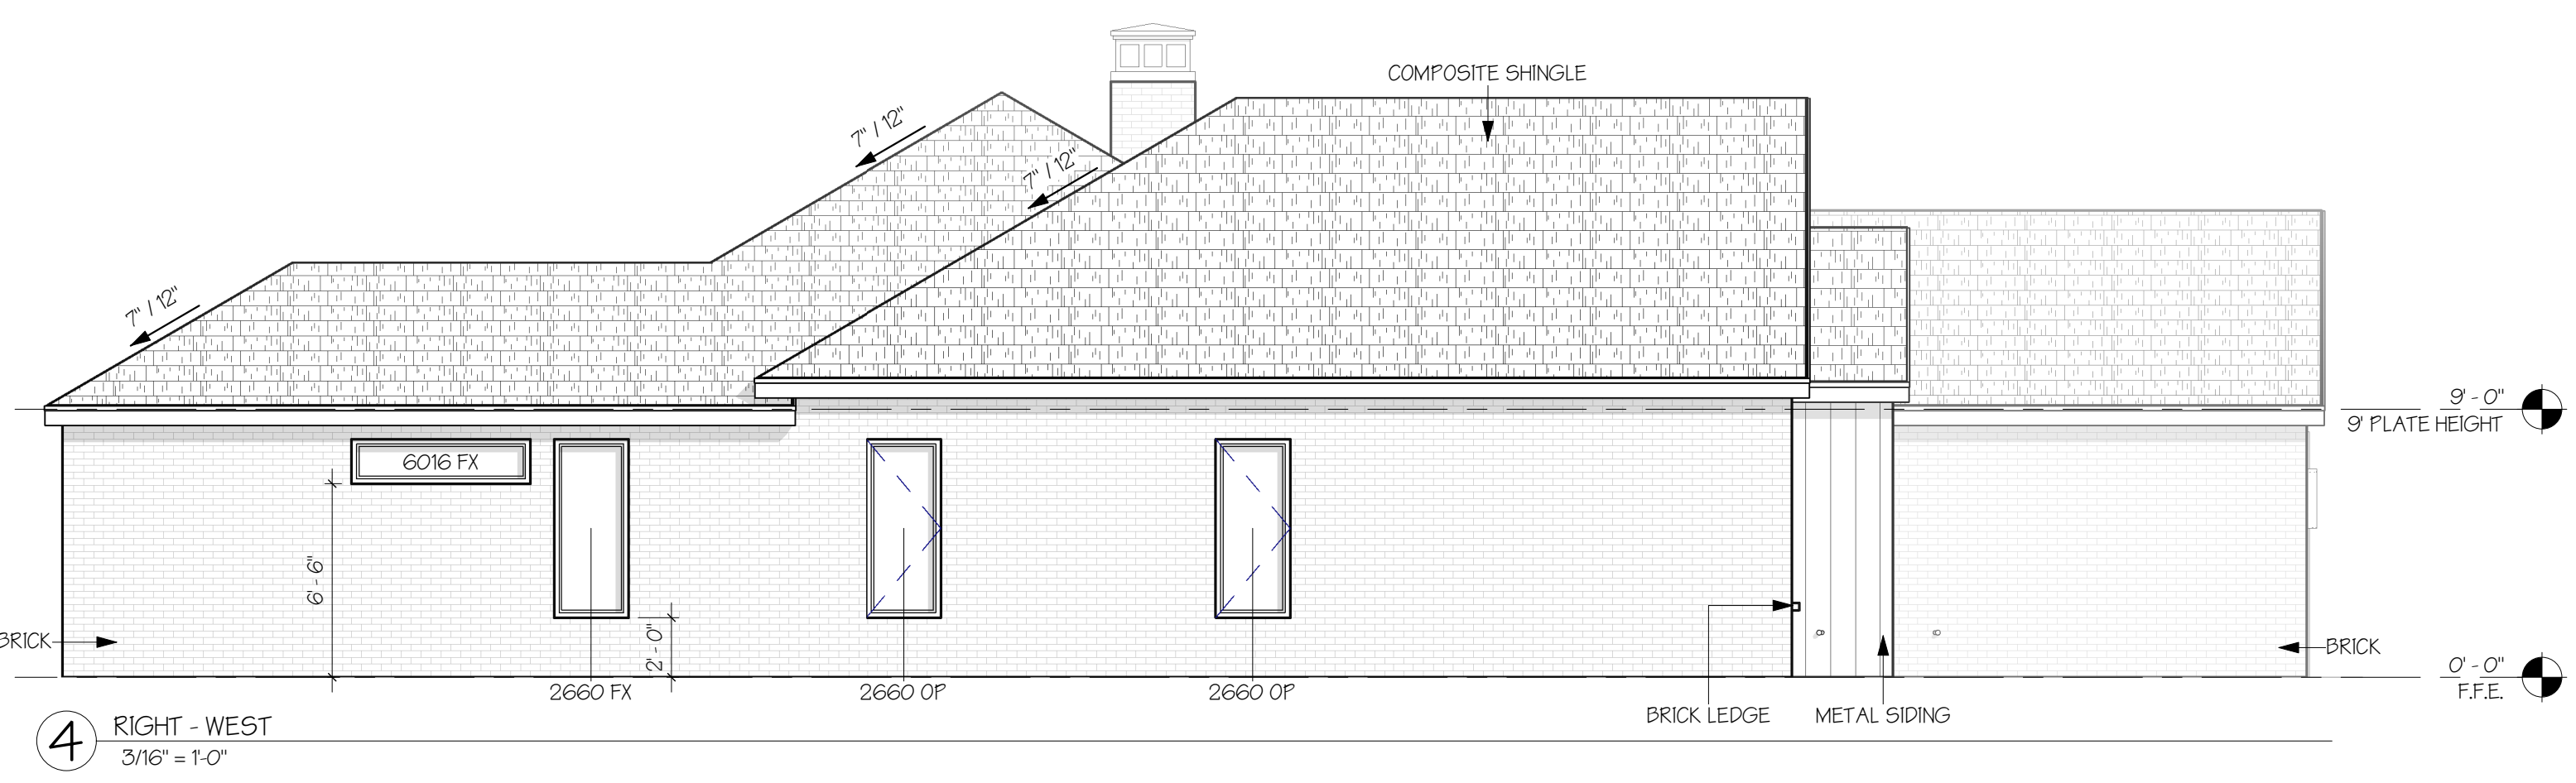 COMPOSITE SHINGLE
7" / 12"
7" / 12"
7" / 12"
9' - 0"
9' PLATE HEIGHT
6016 FX
6' - 6"
2' - 0"
BRICK
BRICK
0' - 0"
F.F.E.
2660 FX
2660 OP
2660 OP
BRICK LEDGE
METAL SIDING
4
RIGHT - WEST
3/16" = 1'-0"